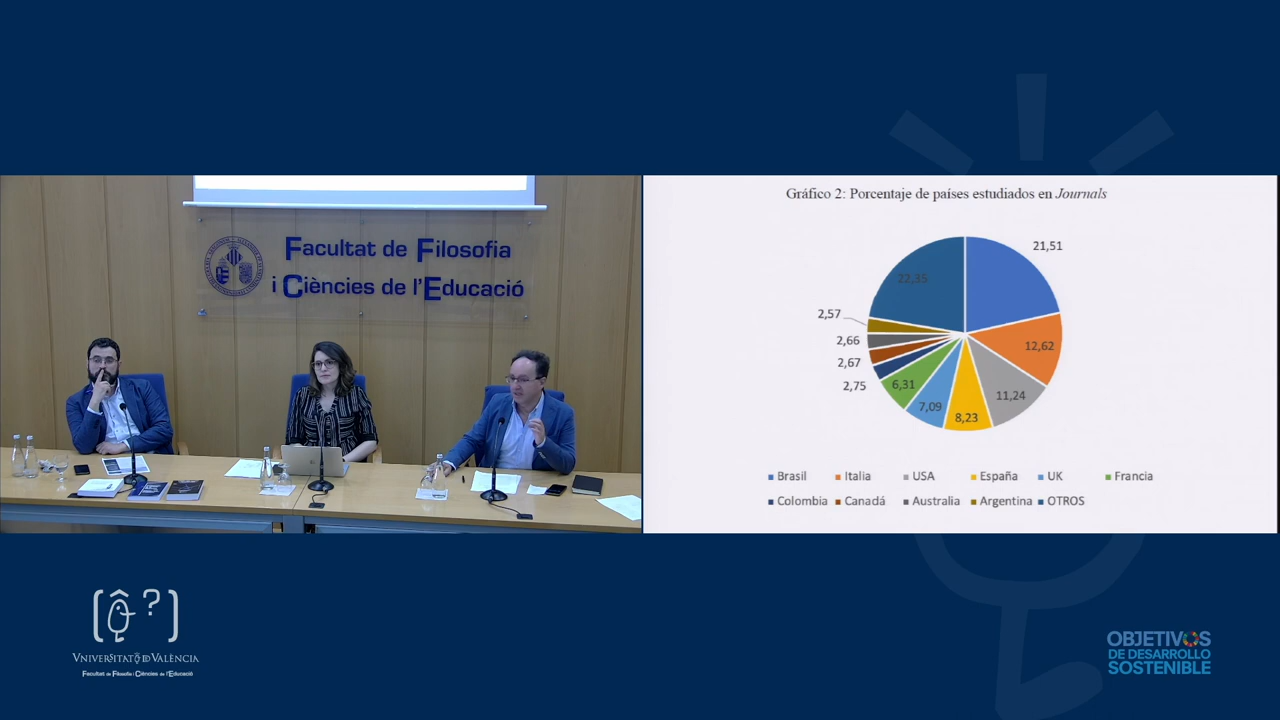 Facultat de Filosofia
i Ciències de l'Educació
Gráfico 2: Porcentaje de países estudiados en Journals
21,51
12,62
11,24
8,23
7,09
6,31
2,75
2,67
2,66
2,57
22,35
Brasil Italia USA España UK Francia
Colombia Canadá Australia Argentina OTROS
[ ?]
VNIVERSITATÖDVALÈNCIA
Facultat de Filosofia i Ciències de l'Educació
OBJETIVOS
DE DESARROLLO
SOSTENIBLE